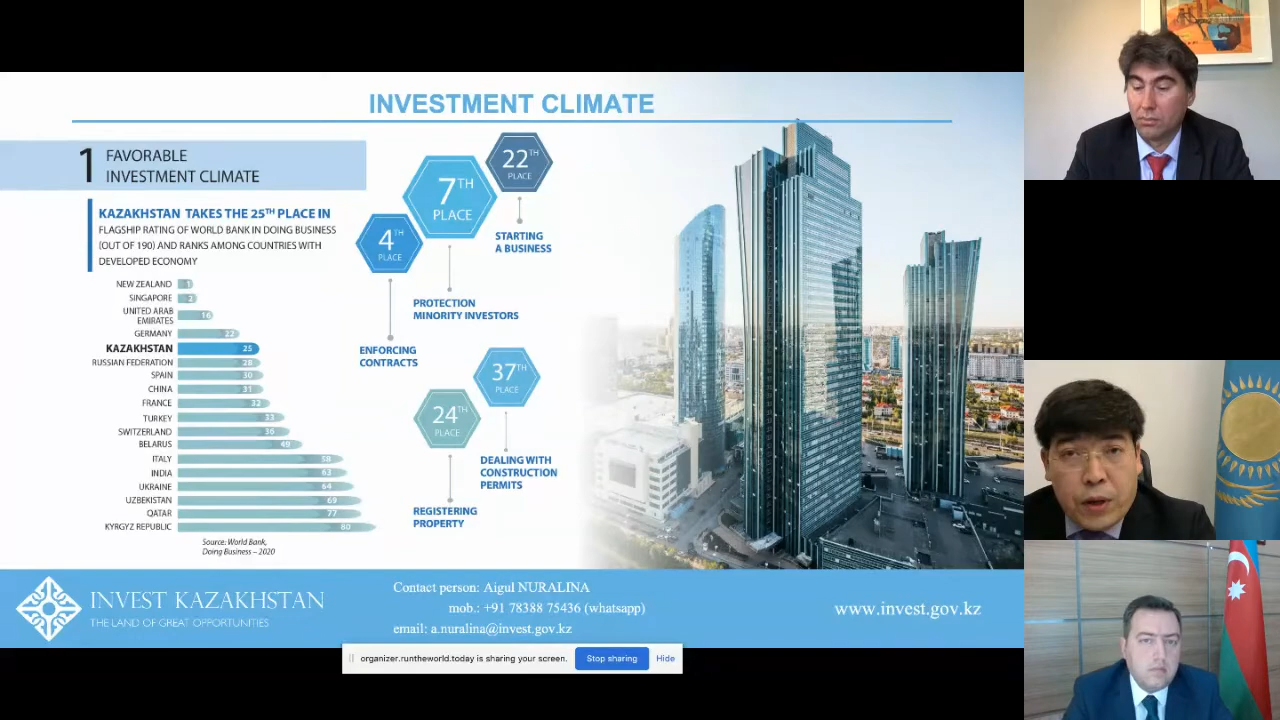 INVESTMENT CLIMATE
1 FAVORABLE
INVESTMENT CLIMATE
KAZAKHSTAN TAKES THE 25TH PLACE IN
FLAGSHIP RATING OF WORLD BANK IN DOING BUSINESS
(OUT OF 190) AND RANKS AMONG COUNTRIES WITH
DEVELOPED ECONOMY
NEW ZEALAND 1
SINGAPORE 2
UNITED ARAB
EMIRATES 16
GERMANY 22
KAZAKHSTAN 25
RUSSIAN FEDERATION 28
SPAIN 30
CHINA 31
FRANCE 32
TURKEY 33
SWITZERLAND 36
BELARUS 49
ITALY 58
INDIA 63
UKRAINE 64
UZBEKISTAN 69
QATAR 77
KYRGYZ REPUBLIC 80
Source: World Bank,
Doing Business – 2020
4TH
PLACE
ENFORCING
CONTRACTS
7TH
PLACE
PROTECTION
MINORITY INVESTORS
22TH
PLACE
STARTING
A BUSINESS
24TH
PLACE
REGISTERING
PROPERTY
37TH
PLACE
DEALING WITH
CONSTRUCTION
PERMITS
INVEST KAZAKHSTAN
THE LAND OF GREAT OPPORTUNITIES
Contact person: Aigul NURALINA
mob.: +91 78388 75436 (whatsapp)
email: a.nuralina@invest.gov.kz
www.invest.gov.kz
organizer.runtheworld.today is sharing your screen.
Stop sharing
Hide